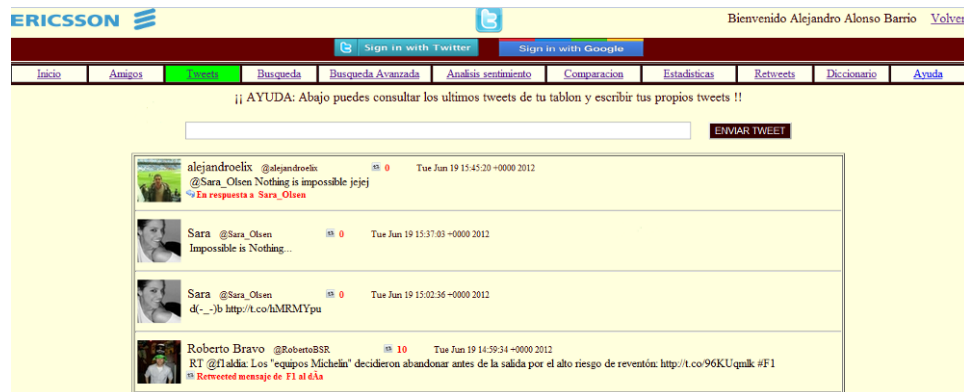 ERICSSON Bienvenido Alejandro Alonso Barrio Volver
Sign in with Twitter Sign in with Google
Inicio Amigos Tweets Busqueda Busqueda Avanzada Analisis sentimiento Comparacion Estadisticas Retweets Diccionario Ayuda
¡¡ AYUDA: Abajo puedes consultar los ultimos tweets de tu tablon y escribir tus propios tweets !!
ENVIAR TWEET
alejandroelix @alejandroelix 0 Tue Jun 19 15:45:20 +0000 2012
@Sara_Olsen Nothing is impossible jejej
En respuesta a Sara_Olsen
Sara @Sara_Olsen 0 Tue Jun 19 15:37:03 +0000 2012
Impossible is Nothing...
Sara @Sara_Olsen 0 Tue Jun 19 15:02:36 +0000 2012
d(-_-)b http://t.co/hMRMYpu
Roberto Bravo @RobertoBSR 10 Tue Jun 19 14:59:34 +0000 2012
RT @f1aldia: Los "equipos Michelin" decidieron abandonar antes de la salida por el alto riesgo de reventón: http://t.co/96KUqmlk #F1
Retweeted mensaje de F1 al dÃa